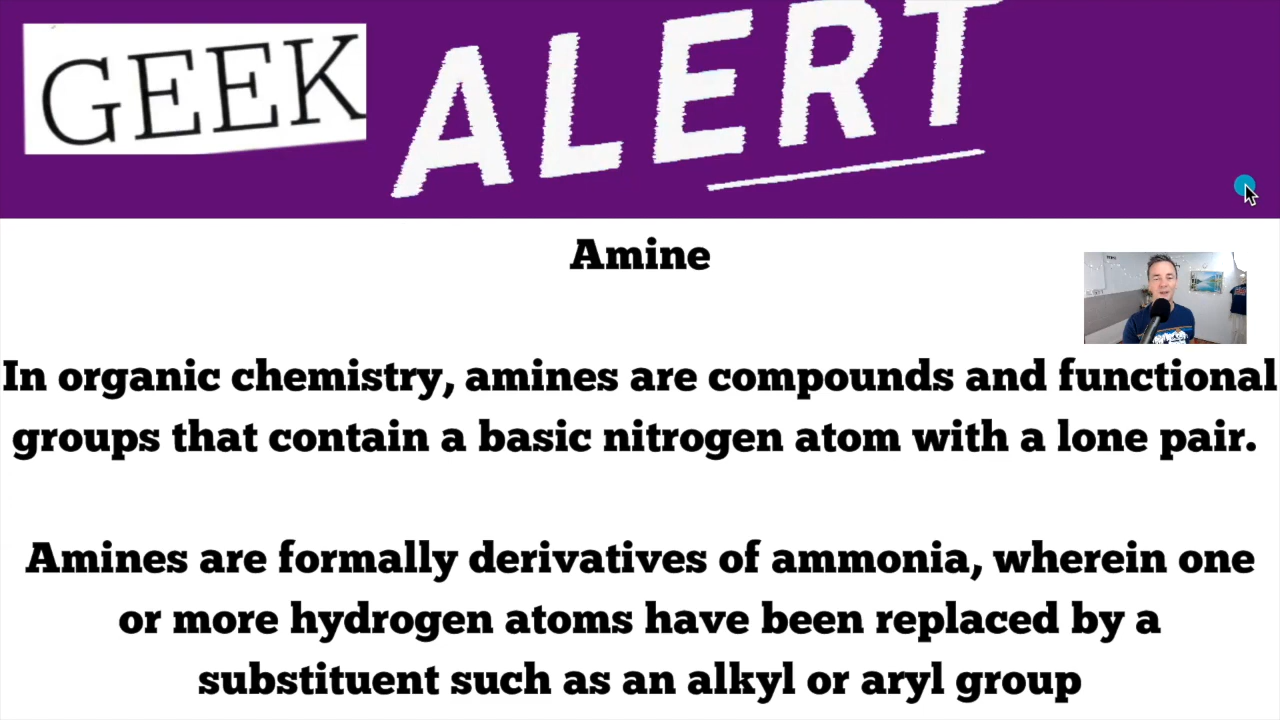 GEEK ALERT
Amine
In organic chemistry, amines are compounds and functional
groups that contain a basic nitrogen atom with a lone pair.
Amines are formally derivatives of ammonia, wherein one
or more hydrogen atoms have been replaced by a
substituent such as an alkyl or aryl group